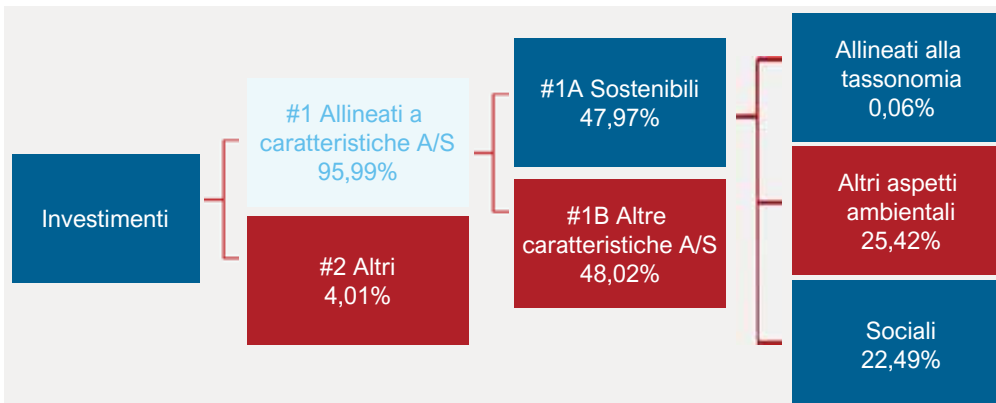 Investimenti
#1 Allineati a
caratteristiche A/S
95,99%
#2 Altri
4,01%
#1A Sostenibili
47,97%
#1B Altre
caratteristiche A/S
48,02%
Allineati alla
tassonomia
0,06%
Altri aspetti
ambientali
25,42%
Sociali
22,49%